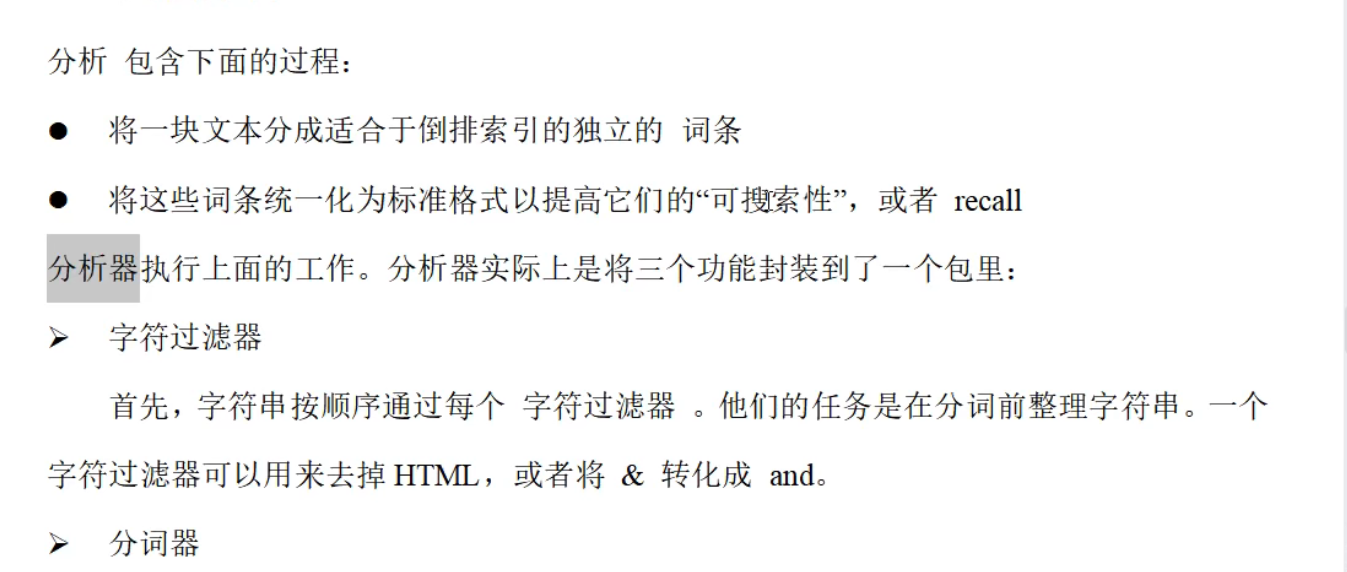 分析 包含下面的过程：
● 将一块文本分成适合于倒排索引的独立的 词条
● 将这些词条统一化为标准格式以提高它们的“可搜索性”，或者 recall
分析器执行上面的工作。分析器实际上是将三个功能封装到了一个包里：
➢ 字符过滤器
首先，字符串按顺序通过每个 字符过滤器 。他们的任务是在分词前整理字符串。一个
字符过滤器可以用来去掉 HTML，或者将 & 转化成 and。
➢ 分词器